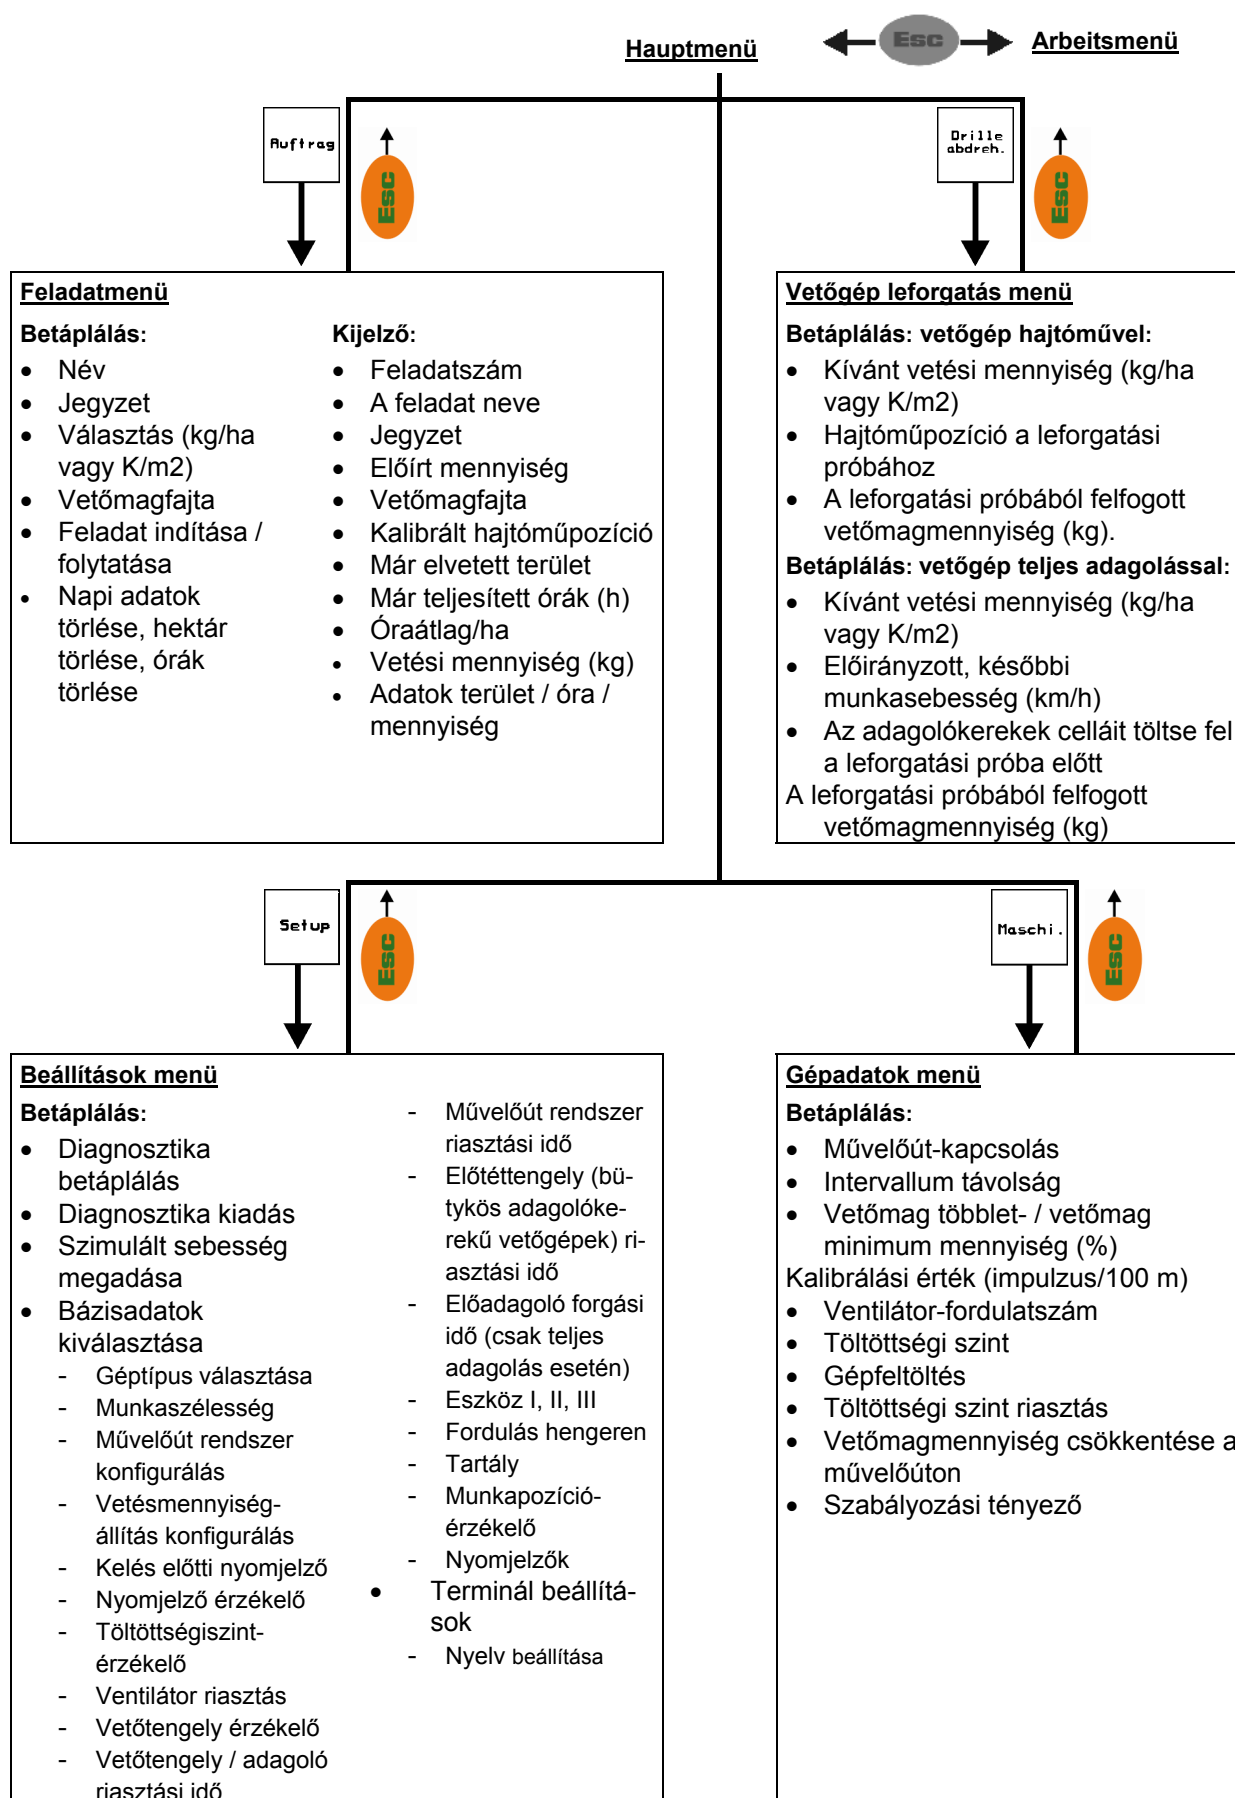 Hauptmenü
Esc
Arbeitsmenü
Auftrag
Esc
Drille
abdreh.
Esc
Feladatmenü
Betáplálás:
• Név
• Jegyzet
• Választás (kg/ha
vagy K/m2)
• Vetőmagfajta
• Feladat indítása /
folytatása
• Napi adatok
törlése, hektár
törlése, órák
törlése
Kijelző:
• Feladatszám
• A feladat neve
• Jegyzet
• Előírt mennyiség
• Vetőmagfajta
• Kalibrált hajtóműpozíció
• Már elvetett terület
• Már teljesített órák (h)
• Óraátlag/ha
• Vetési mennyiség (kg)
• Adatok terület / óra /
mennyiség
Vetőgép leforgatás menü
Betáplálás: vetőgép hajtóművel:
• Kívánt vetési mennyiség (kg/ha
vagy K/m2)
• Hajtóműpozíció a leforgatási
próbához
• A leforgatási próbából felfogott
vetőmagmennyiség (kg).
Betáplálás: vetőgép teljes adagolással:
• Kívánt vetési mennyiség (kg/ha
vagy K/m2)
• Előirányzott, későbbi
munkasebesség (km/h)
• Az adagolókerekek celláit töltse fel
a leforgatási próba előtt
A leforgatási próbából felfogott
vetőmagmennyiség (kg)
Setup
Esc
Maschi.
Esc
Beállítások menü
Betáplálás:
• Diagnosztika
betáplálás
• Diagnosztika kiadás
• Szimulált sebesség
megadása
• Bázisadatok
kiválasztása
- Géptípus választása
- Munkaszélesség
- Művelőút rendszer
konfigurálás
- Vetésmennyiség-
állítás konfigurálás
- Kelés előtti nyomjelző
- Nyomjelző érzékelő
- Töltöttségiszint-
érzékelő
- Ventilátor riasztás
- Vetőtengely érzékelő
- Vetőtengely / adagoló
riasztási idő
- Művelőút rendszer
riasztási idő
- Előtéttengely (bü-
tykös adagolóke-
rekű vetőgépek) ri-
asztási idő
- Előadagoló forgási
idő (csak teljes
adagolás esetén)
- Eszköz I, II, III
- Fordulás hengeren
- Tartály
- Munkapozíció-
érzékelő
- Nyomjelzők
• Terminál beállítá-
sok
- Nyelv beállítása
Gépadatok menü
Betáplálás:
• Művelőút-kapcsolás
• Intervallum távolság
• Vetőmag többlet- / vetőmag
minimum mennyiség (%)
Kalibrálási érték (impulzus/100 m)
• Ventilátor-fordulatszám
• Töltöttségi szint
• Gépfeltöltés
• Töltöttségi szint riasztás
• Vetőmagmennyiség csökkentése a
művelőúton
• Szabályozási tényező